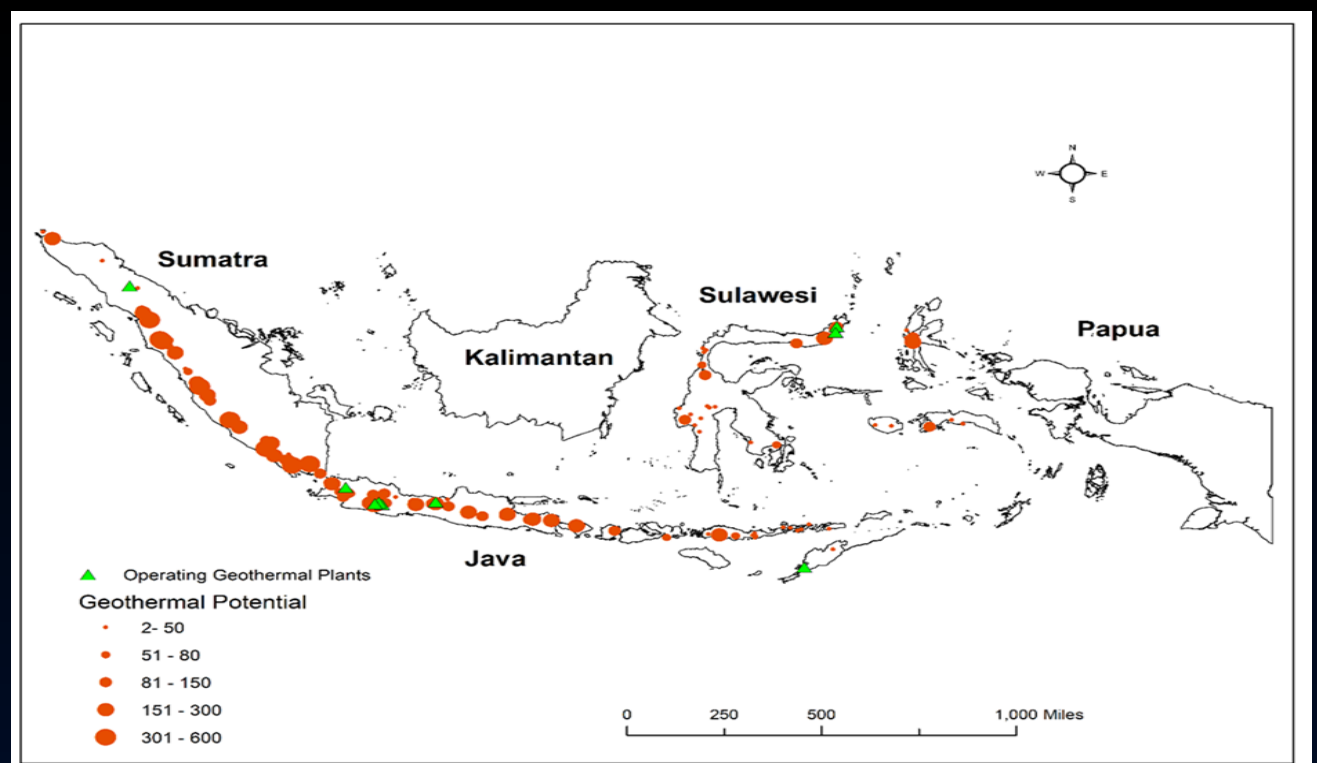 N
W E
S
Sumatra
Sulawesi
Papua
Kalimantan
Java
Operating Geothermal Plants
Geothermal Potential
2- 50
51 - 80
81 - 150
151 - 300
301 - 600
0 250 500 1,000 Miles